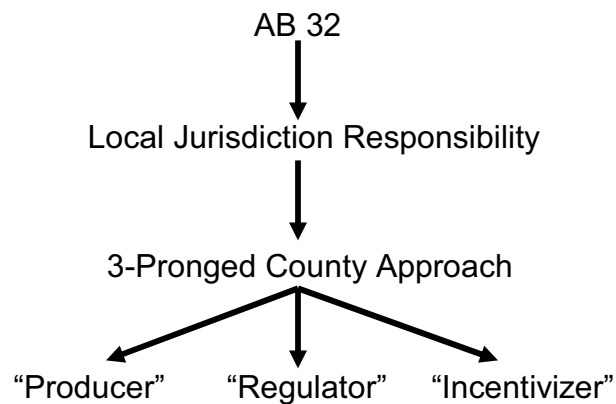 AB 32
Local Jurisdiction Responsibility
3-Pronged County Approach
“Producer” “Regulator” “Incentivizer”